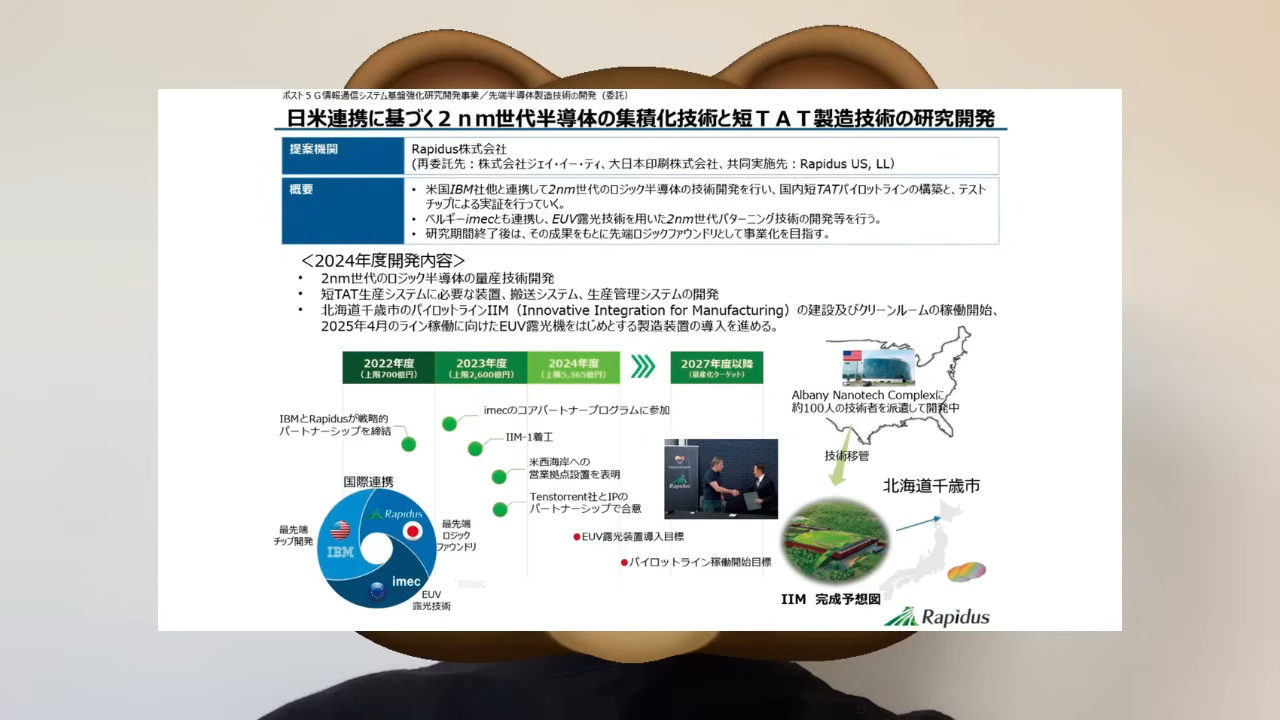 ポスト５Ｇ情報通信システム基盤強化研究開発事業／先端半導体製造技術の開発（委託）
日米連携に基づく２ｎｍ世代半導体の集積化技術と短ＴＡＴ製造技術の研究開発
提案機関
Rapidus株式会社
(再委託先：株式会社ジェイ・イー・ティ、大日本印刷株式会社、共同実施先：Rapidus US, LL）
概要
• 米国IBM社他と連携して2nm世代のロジック半導体の技術開発を行い、国内短TATパイロットラインの構築と、テスト
チップによる実証を行っていく。
• ベルギーimecとも連携し、EUV露光技術を用いた2nm世代パターニング技術の開発等を行う。
• 研究期間終了後は、その成果をもとに先端ロジックファウンドリとして事業化を目指す。
＜2024年度開発内容＞
• 2nm世代のロジック半導体の量産技術開発
• 短TAT生産システムに必要な装置、搬送システム、生産管理システムの開発
• 北海道千歳市のパイロットラインIIM（Innovative Integration for Manufacturing）の建設及びクリーンルームの稼働開始、
2025年4月のライン稼働に向けたEUV露光機をはじめとする製造装置の導入を進める。
2022年度
（上限700億円）
2023年度
（上限2,600億円）
2024年度
（上限5,365億円）
2027年度以降
（量産化ターゲット）
IBMとRapidusが戦略的
パートナーシップを締結
imecのコアパートナープログラムに参加
IIM-1着工
米西海岸への
営業拠点設置を表明
Tenstorrent社とIPの
パートナーシップで合意
EUV露光装置導入目標
パイロットライン稼働開始目標
国際連携
最先端
チップ開発
IBM
Rapidus
最先端
ロジック
ファウンドリ
imec
EUV
露光技術
Rapidus
Albany Nanotech Complexに
約100人の技術者を派遣して開発中
技術移管
北海道千歳市
IIM 完成予想図
Rapidus